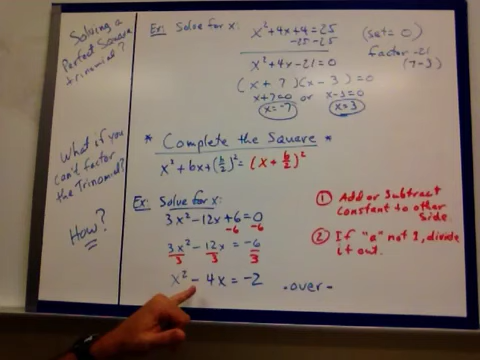 Solving a
Perfect Square
Trinomial?
Ex: Solve for x:
x² + 4x + 4 = 25
-25 -25
x² + 4x - 21 = 0
(x + 7)(x - 3) = 0
x + 7 = 0 or x - 3 = 0
x = -7 x = 3
(set = 0)
factor -21
(7 -3)
What if you
can't factor
the Trinomial?
How?
* Complete the Square *
x² + bx + (b/2)² = (x + b/2)²
Ex: Solve for x:
3x² - 12x + 6 = 0
-6 -6
3x² - 12x = -6
3 3 3
x² - 4x = -2
-over-
① Add or Subtract
Constant to other
Side.
② If "a" not 1, divide
it out.